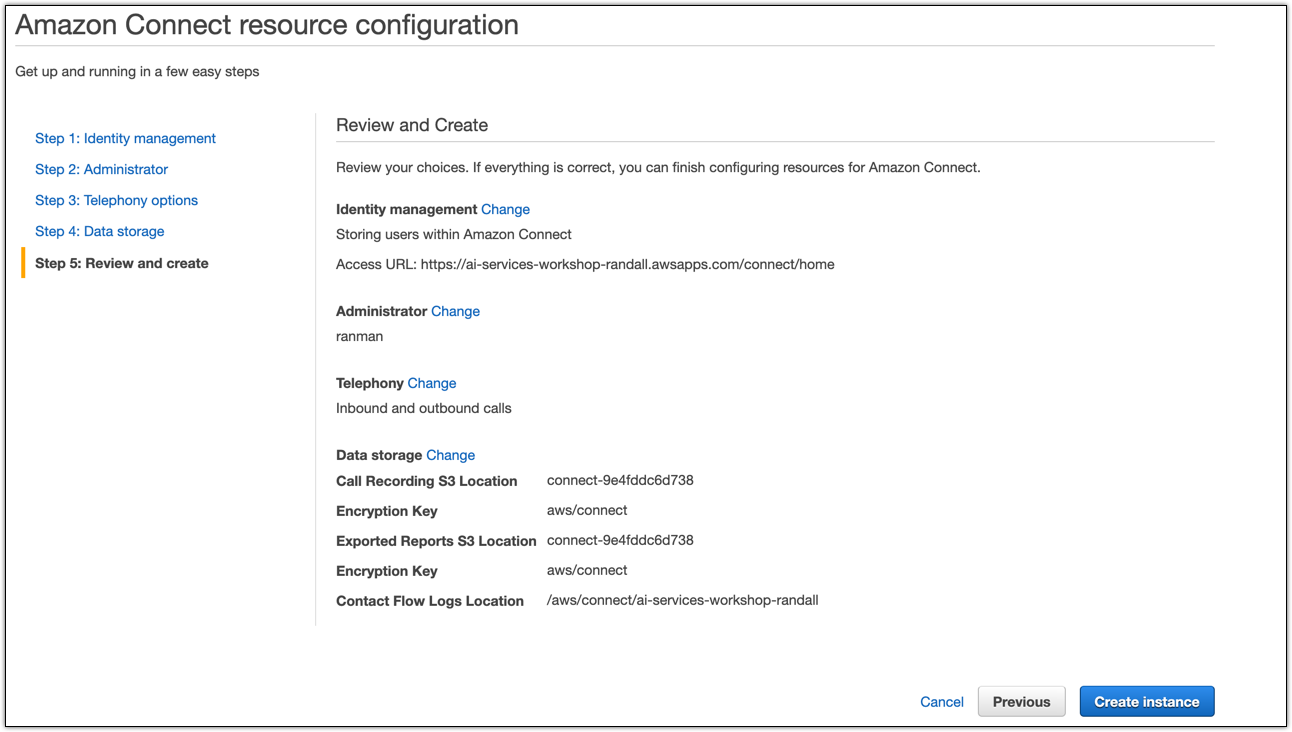 Amazon Connect resource configuration
Get up and running in a few easy steps
Step 1: Identity management
Step 2: Administrator
Step 3: Telephony options
Step 4: Data storage
Step 5: Review and create
Review and Create
Review your choices. If everything is correct, you can finish configuring resources for Amazon Connect.
Identity management Change
Storing users within Amazon Connect
Access URL: https://ai-services-workshop-randall.awsapps.com/connect/home
Administrator Change
ranman
Telephony Change
Inbound and outbound calls
Data storage Change
Call Recording S3 Location connect-9e4fddc6d738
Encryption Key aws/connect
Exported Reports S3 Location connect-9e4fddc6d738
Encryption Key aws/connect
Contact Flow Logs Location /aws/connect/ai-services-workshop-randall
Cancel Previous Create instance